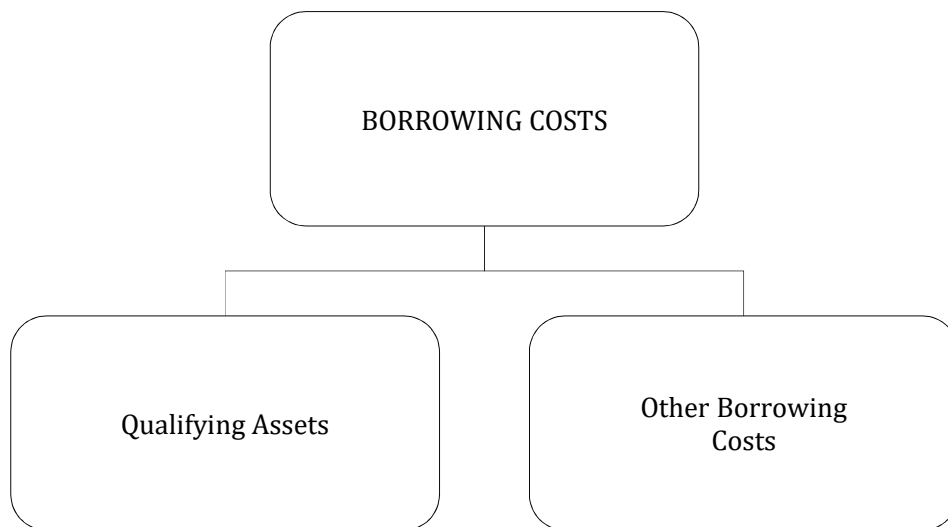 BORROWING COSTS
Qualifying Assets
Other Borrowing
Costs